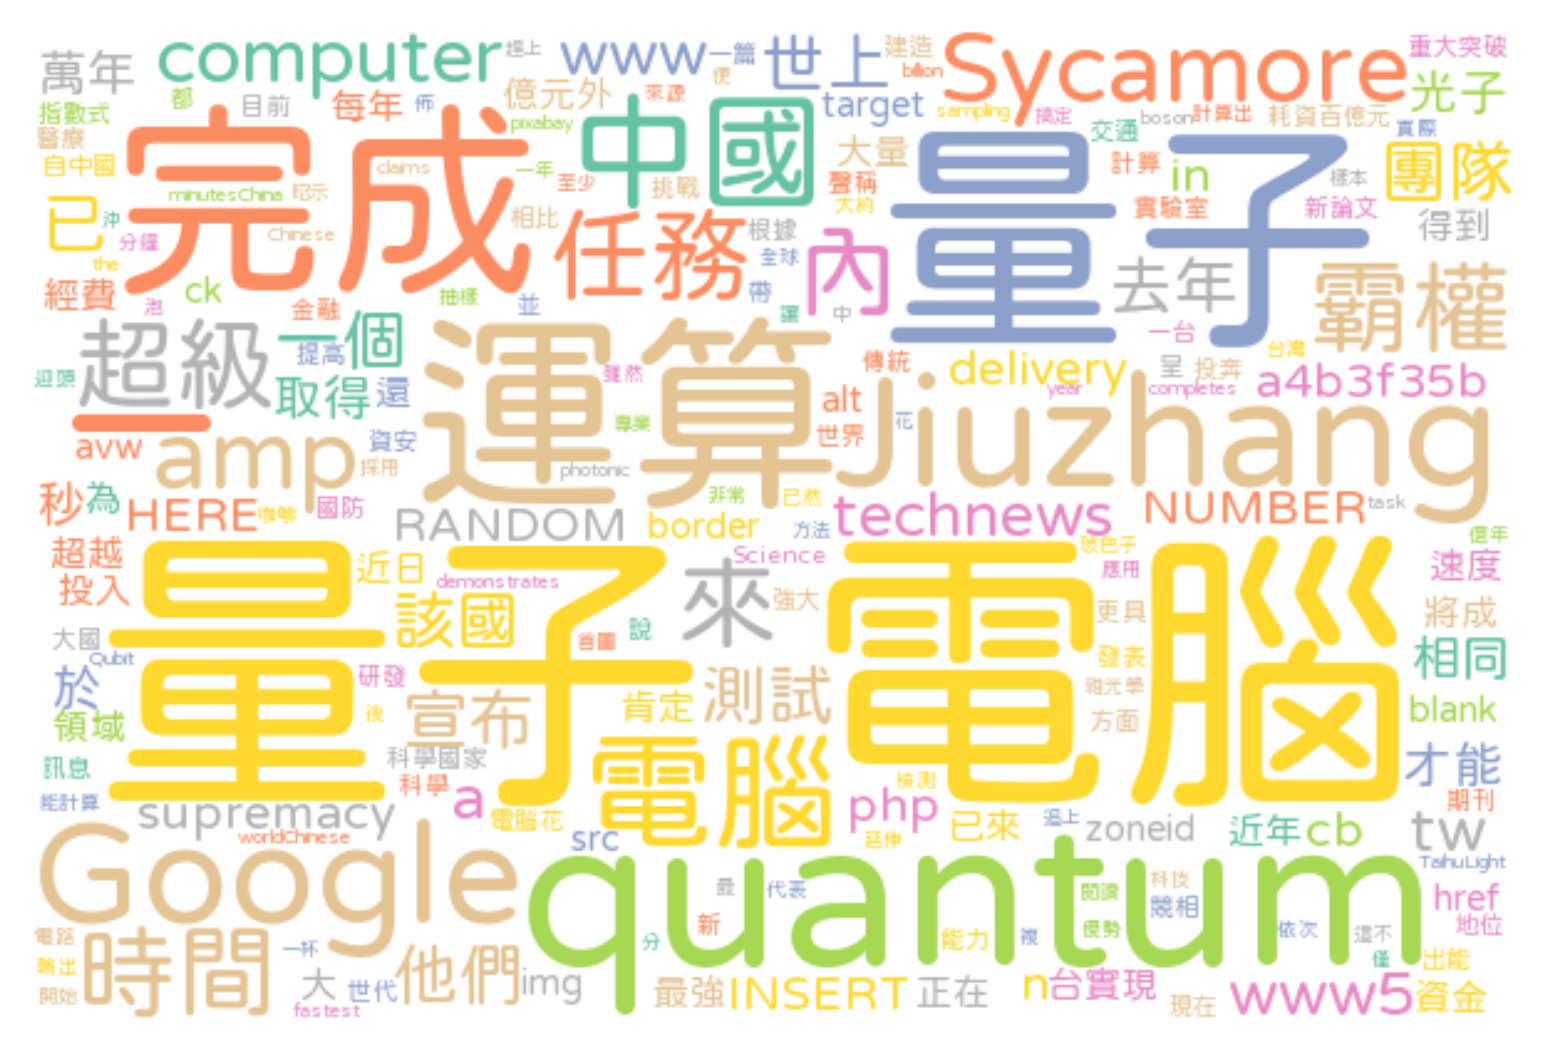 萬年 computer 趕上 www 一篇 世上 建造 Sycamore 重大突破
指數式 都 目前 每年 佈 億元外 便 來源 target billion 光子
醫療 完成 pixabay 中國 大量 量子 sampling 搞定 boson 計算出 耗資百億元 實際
自中國 claims 一年 至少 挑戰 聲稱 交通 計算 in 樣本 團隊
已 沖 minutesChina 昭示 相比 任務 根據 大約 內 實驗室 新論文 得到
分鐘 the Chinese 全球 去年 霸權
經費 泡 ck 金融 抽樣 並 帶 讓 中 一台
超級 一個 提高 運算 雖然 傳統 delivery 台灣 呈 投奔
迎頭 取得 還 Jiuzhang year completes a4b3f35b
一 avw amp 資安 採用 專業 alt 世界 花
photonic
秒 為 HERE 咖啡 國防 RANDOM border 非常 已然 方法 technews NUMBER task
超越 量子電腦 近日 Science 玻色子 億年
投入 demonstrates 該國 來 強大 應用 更具 速度 將成
大國 Qubit 首圖 說 發表 相同
於 研發 宣布 肯定 測試 方面 blank
領域 後
訊息 科學國家 電腦 檢測 才能
能計算 supremacy 科學 a 電腦花 php 期刊
worldChinese src 延伸 已來 追上 zoneid 近年 cb tw
Google quantum TaihuLight
最 代表 閱讀 科技 href
電路 時間 一杯 他們 分 新 能力 複 優勢 競相 依次 這不 地位
輸出 僅 出能
開始 大 世代 img 最強 INSERT 正在 n 台實現 現在 www5 資金
fastest